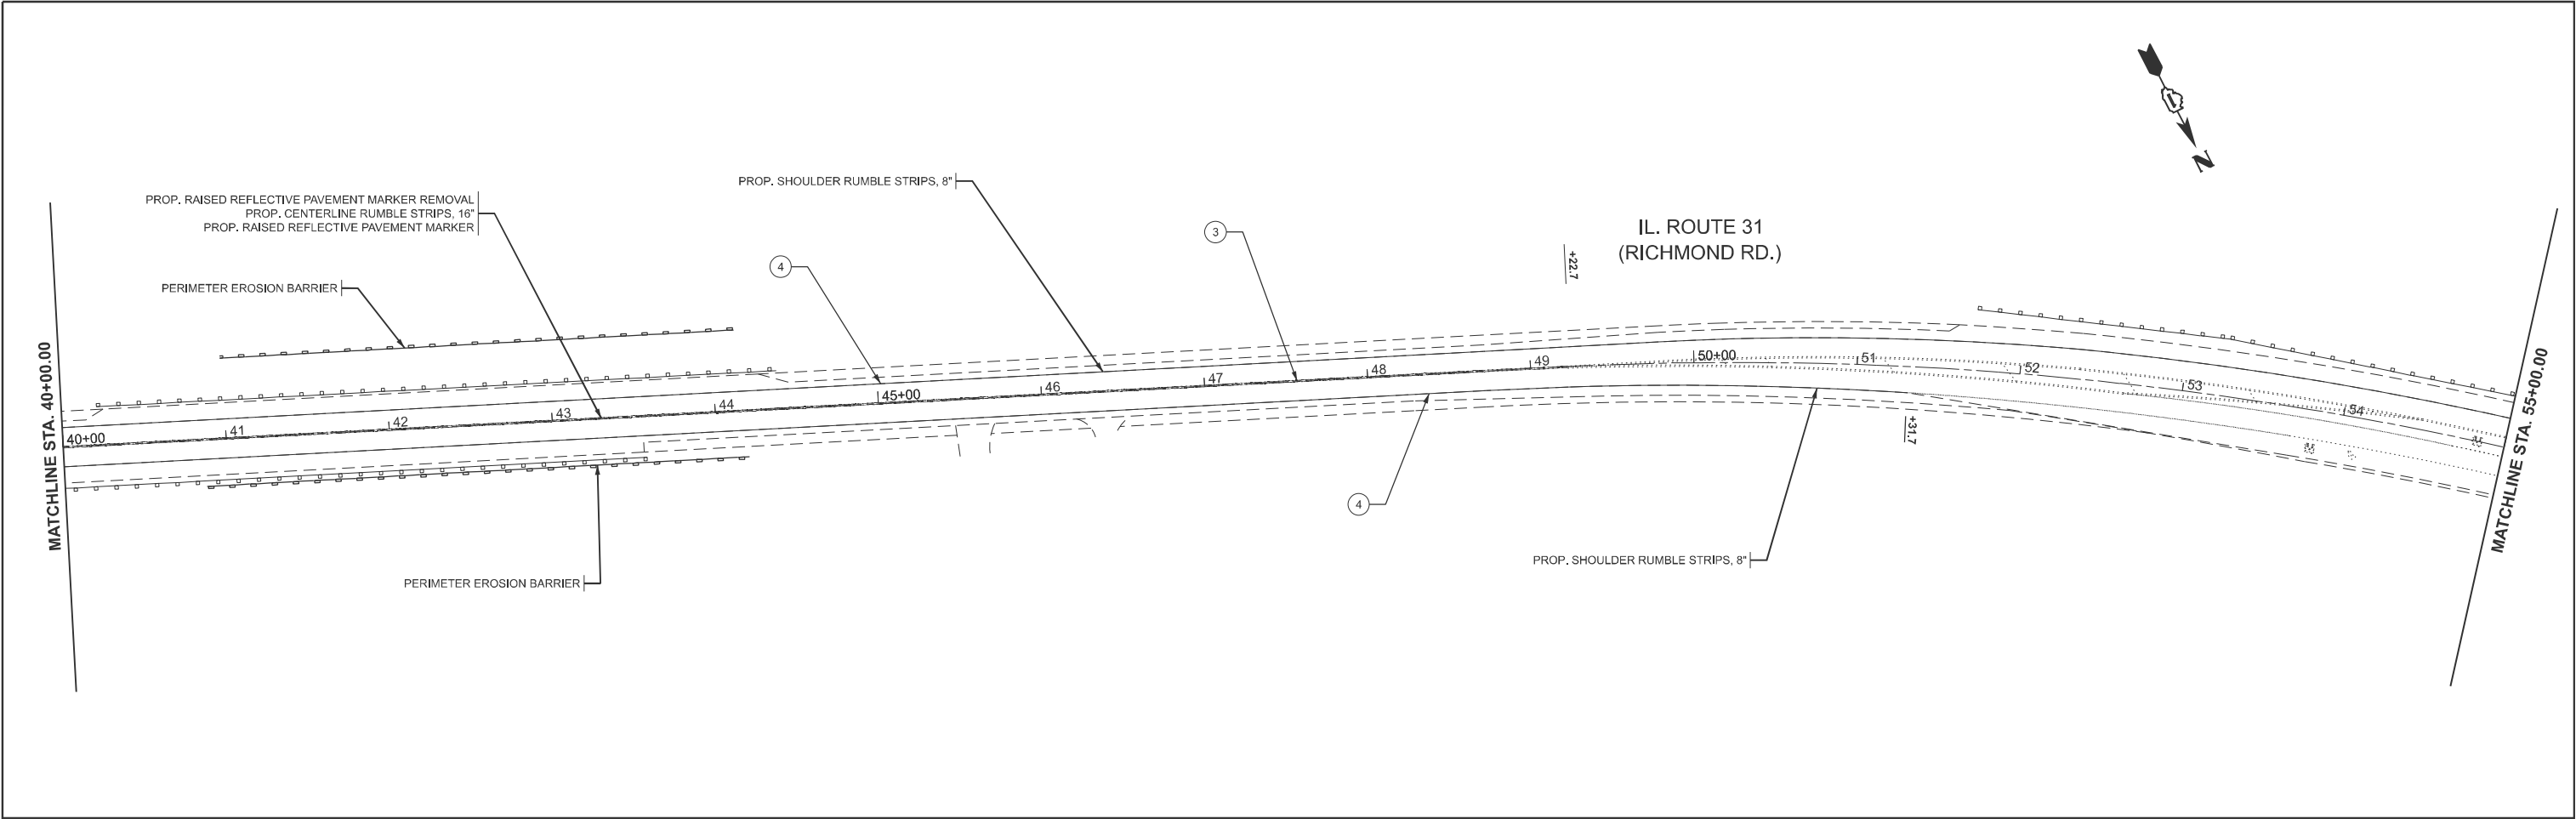 N
PROP. RAISED REFLECTIVE PAVEMENT MARKER REMOVAL
PROP. CENTERLINE RUMBLE STRIPS, 16"
PROP. RAISED REFLECTIVE PAVEMENT MARKER
PROP. SHOULDER RUMBLE STRIPS, 8"
PERIMETER EROSION BARRIER
4
3
+22.7
IL. ROUTE 31
(RICHMOND RD.)
MATCHLINE STA. 40+00.00
40+00
41
42
43
44
45+00
46
47
48
49
50+00
51
52
53
54
MATCHLINE STA. 55+00.00
+31.7
4
PERIMETER EROSION BARRIER
PROP. SHOULDER RUMBLE STRIPS, 8"